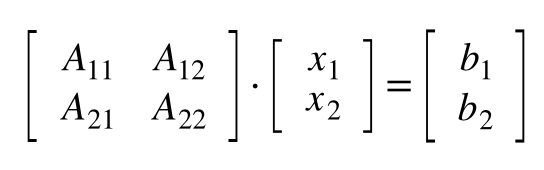 [ A₁₁ A₁₂ ] · [ x₁ ] = [ b₁ ]
[ A₂₁ A₂₂ ] [ x₂ ] [ b₂ ]